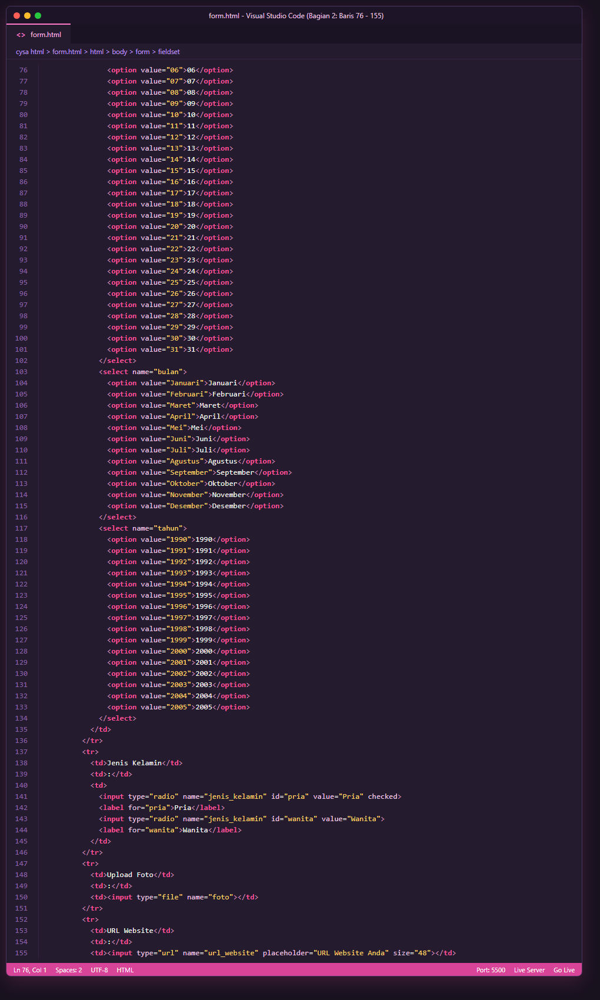 form.html - Visual Studio Code (Bagian 2: Baris 76 - 155)
<> form.html
cysa html > form.html > html > body > form > fieldset
76 <option value="06">06</option>
77 <option value="07">07</option>
78 <option value="08">08</option>
79 <option value="09">09</option>
80 <option value="10">10</option>
81 <option value="11">11</option>
82 <option value="12">12</option>
83 <option value="13">13</option>
84 <option value="14">14</option>
85 <option value="15">15</option>
86 <option value="16">16</option>
87 <option value="17">17</option>
88 <option value="18">18</option>
89 <option value="19">19</option>
90 <option value="20">20</option>
91 <option value="21">21</option>
92 <option value="22">22</option>
93 <option value="23">23</option>
94 <option value="24">24</option>
95 <option value="25">25</option>
96 <option value="26">26</option>
97 <option value="27">27</option>
98 <option value="28">28</option>
99 <option value="29">29</option>
100 <option value="30">30</option>
101 <option value="31">31</option>
102 </select>
103 <select name="bulan">
104 <option value="Januari">Januari</option>
105 <option value="Februari">Februari</option>
106 <option value="Maret">Maret</option>
107 <option value="April">April</option>
108 <option value="Mei">Mei</option>
109 <option value="Juni">Juni</option>
110 <option value="Juli">Juli</option>
111 <option value="Agustus">Agustus</option>
112 <option value="September">September</option>
113 <option value="Oktober">Oktober</option>
114 <option value="November">November</option>
115 <option value="Desember">Desember</option>
116 </select>
117 <select name="tahun">
118 <option value="1990">1990</option>
119 <option value="1991">1991</option>
120 <option value="1992">1992</option>
121 <option value="1993">1993</option>
122 <option value="1994">1994</option>
123 <option value="1995">1995</option>
124 <option value="1996">1996</option>
125 <option value="1997">1997</option>
126 <option value="1998">1998</option>
127 <option value="1999">1999</option>
128 <option value="2000">2000</option>
129 <option value="2001">2001</option>
130 <option value="2002">2002</option>
131 <option value="2003">2003</option>
132 <option value="2004">2004</option>
133 <option value="2005">2005</option>
134 </select>
135 </td>
136 </tr>
137 <tr>
138 <td>Jenis Kelamin</td>
139 <td>:</td>
140 <td>
141 <input type="radio" name="jenis_kelamin" id="pria" value="Pria" checked>
142 <label for="pria">Pria</label>
143 <input type="radio" name="jenis_kelamin" id="wanita" value="Wanita">
144 <label for="wanita">Wanita</label>
145 </td>
146 </tr>
147 <tr>
148 <td>Upload Foto</td>
149 <td>:</td>
150 <td><input type="file" name="foto"></td>
151 </tr>
152 <tr>
153 <td>URL Website</td>
154 <td>:</td>
155 <td><input type="url" name="url_website" placeholder="URL Website Anda" size="48"></td>
Ln 76, Col 1 Spaces: 2 UTF-8 HTML Port: 5500 Live Server Go Live